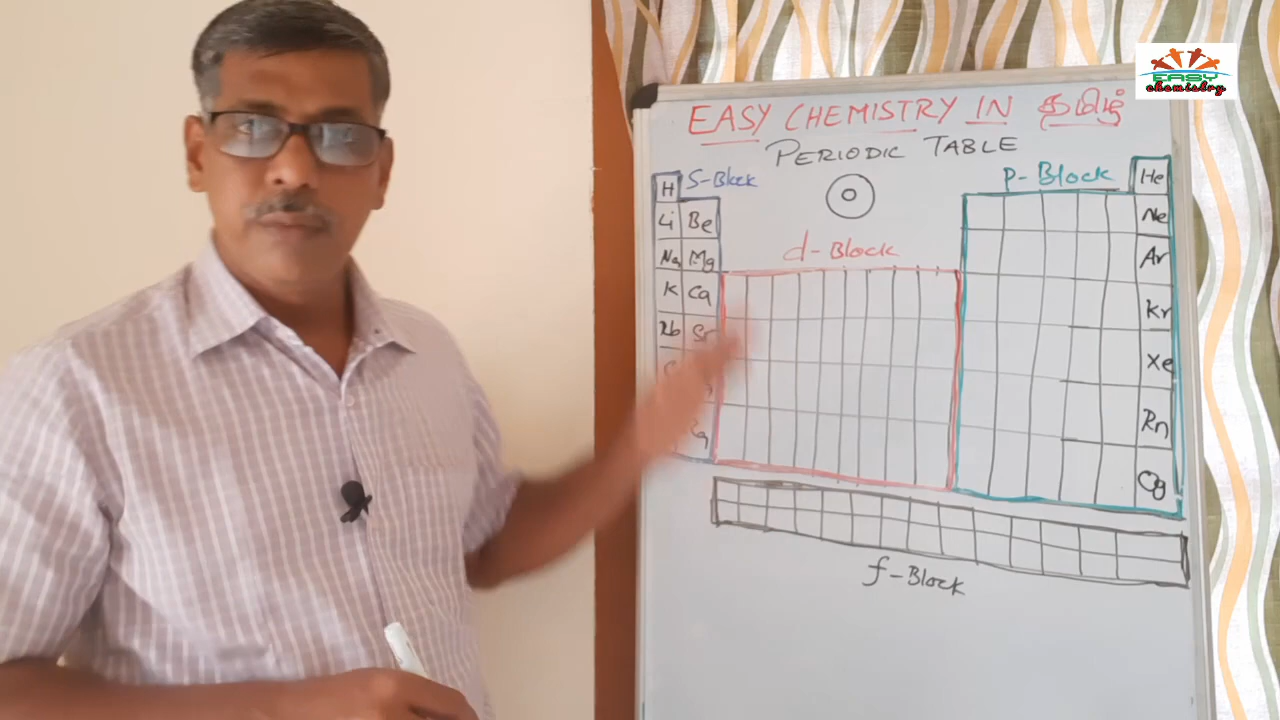 EASY CHEMISTRY IN தமிழ்
PERIODIC TABLE
S-Block
P-Block
d-Block
H He
Li Be Ne
Na Mg Ar
K Ca Kr
Rb Sr Xe
Rn
Og
f-Block
EASY
chemistry